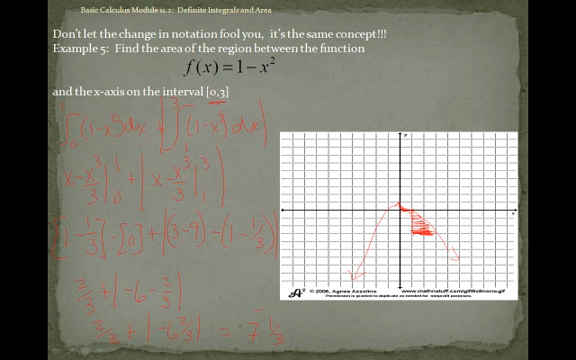 Basic Calculus Module 11.2: Definite Integrals and Area
Don't let the change in notation fool you, it's the same concept!!!
Example 5: Find the area of the region between the function
f(x) = 1 − x²
and the x-axis on the interval [0,3]
∫₀¹ (1-x²)dx + |∫₁³ (1-x²)dx|
x - x³/3 |₀¹ + | x - x³/3 |₁³ |
[1 - 1/3] - [0] + |(3-9) - (1 - 1/3)|
2/3 + |-6 - 2/3|
2/3 + |-6 2/3| = 7 1/3
y
x
A² © 2008, Agnes Azzolino
www.mathnstuff.com/gif9s8mono.gif
Permission is granted to duplicate as needed for nonprofit purposes.